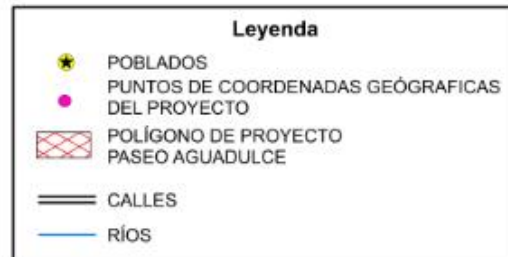 Leyenda
POBLADOS
PUNTOS DE COORDENADAS GEÓGRAFICAS
DEL PROYECTO
POLÍGONO DE PROYECTO
PASEO AGUADULCE
CALLES
RÍOS